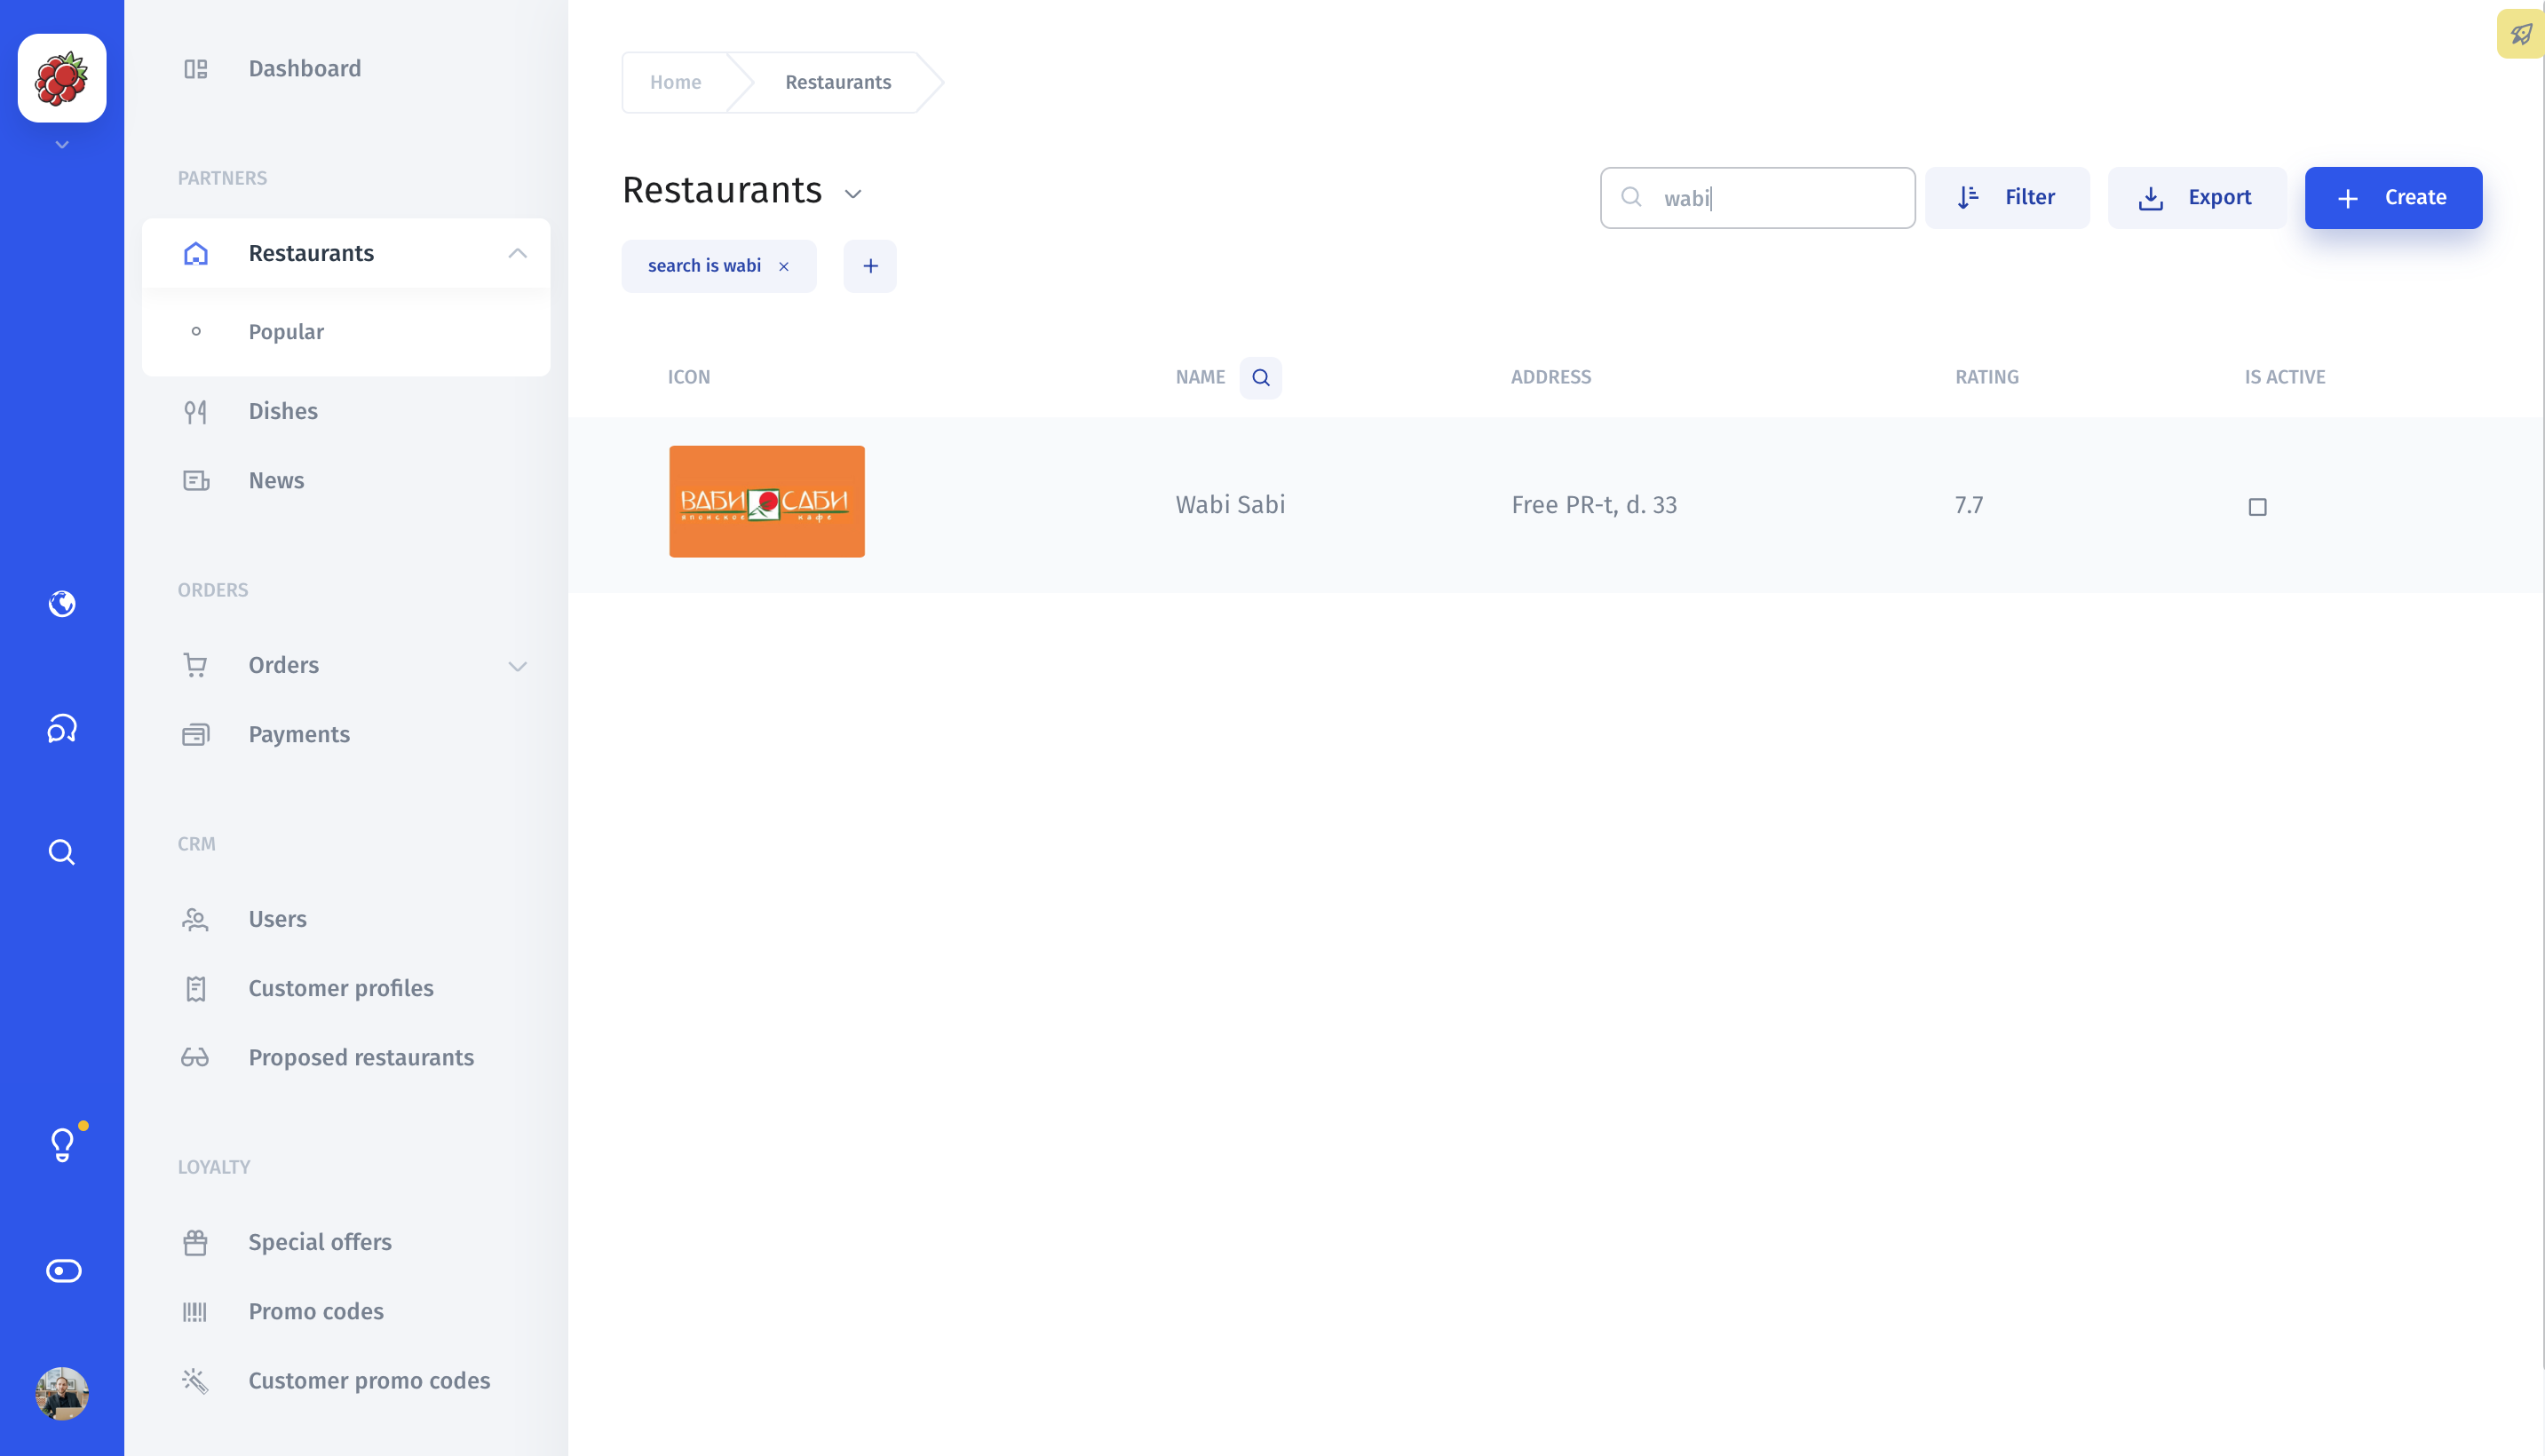 Dashboard
PARTNERS
Restaurants
Popular
Dishes
News
ORDERS
Orders
Payments
CRM
Users
Customer profiles
Proposed restaurants
LOYALTY
Special offers
Promo codes
Customer promo codes
Home
Restaurants
Restaurants
wabi
Filter
Export
Create
search is wabi
ICON
NAME
ADDRESS
RATING
IS ACTIVE
ВАБИ САБИ
японское кафе
Wabi Sabi
Free PR-t, d. 33
7.7